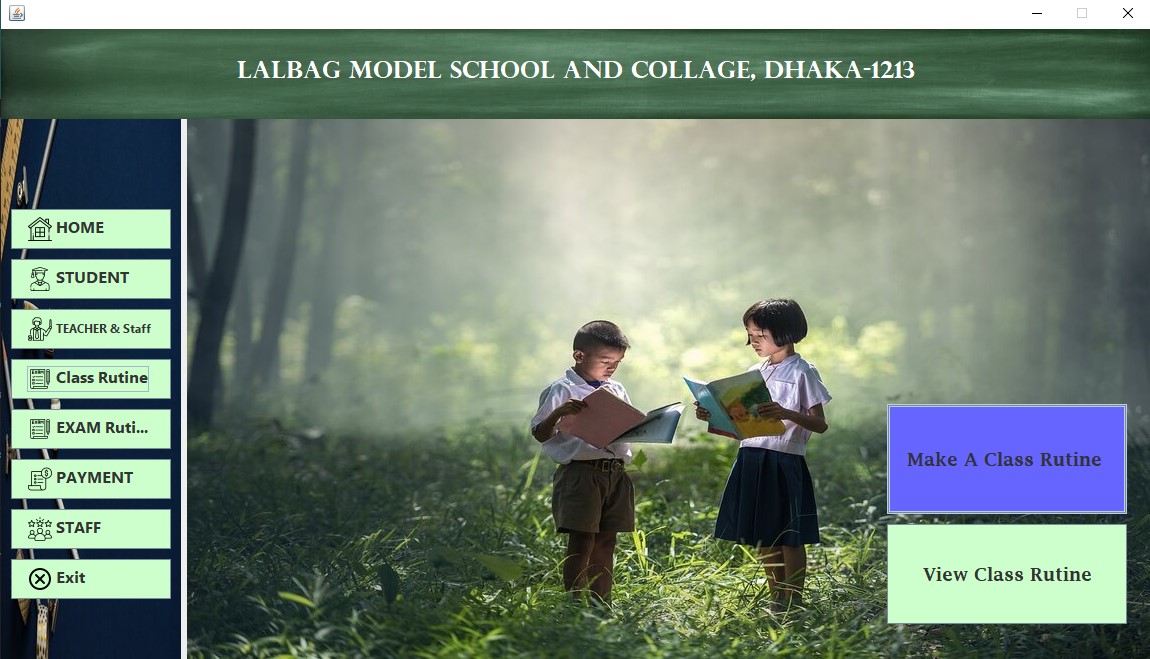 LALBAG MODEL SCHOOL AND COLLAGE, DHAKA-1213
HOME
STUDENT
TEACHER & Staff
Class Rutine
EXAM Ruti...
PAYMENT
STAFF
Exit
Make A Class Rutine
View Class Rutine